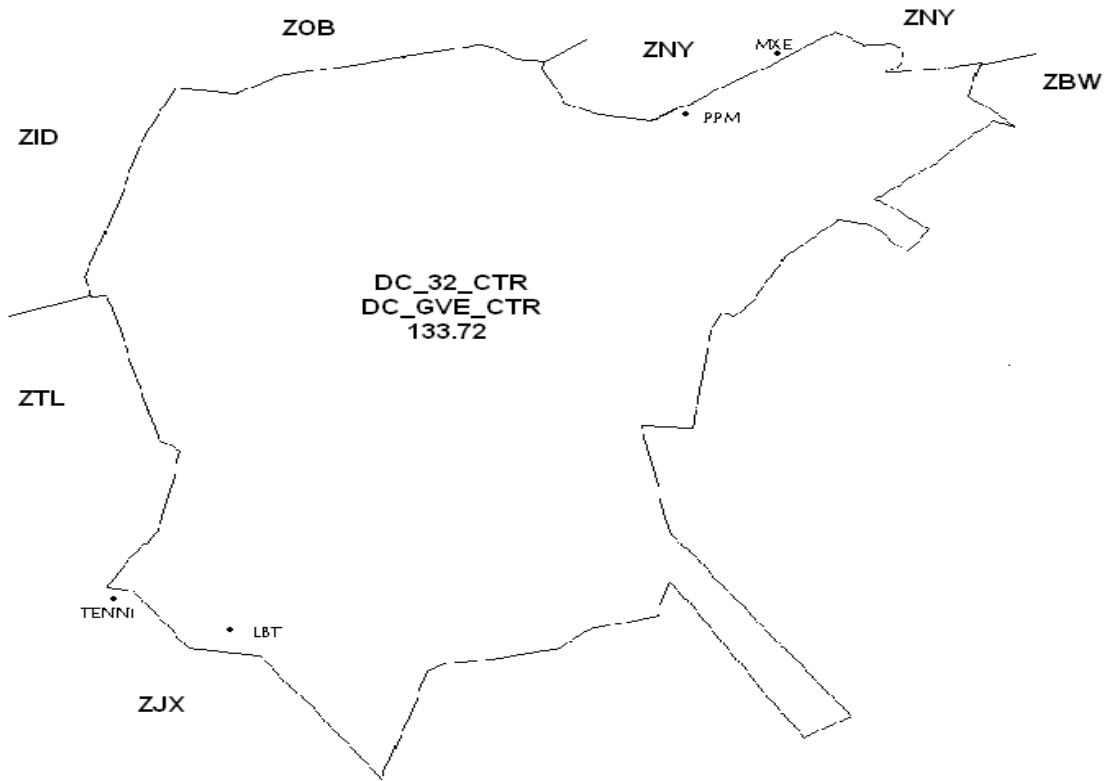 ZOB
ZNY
MXE
ZNY
ZBW
PPM
ZID
DC_32_CTR
DC_GVE_CTR
133.72
ZTL
TENNI
LBT
ZJX